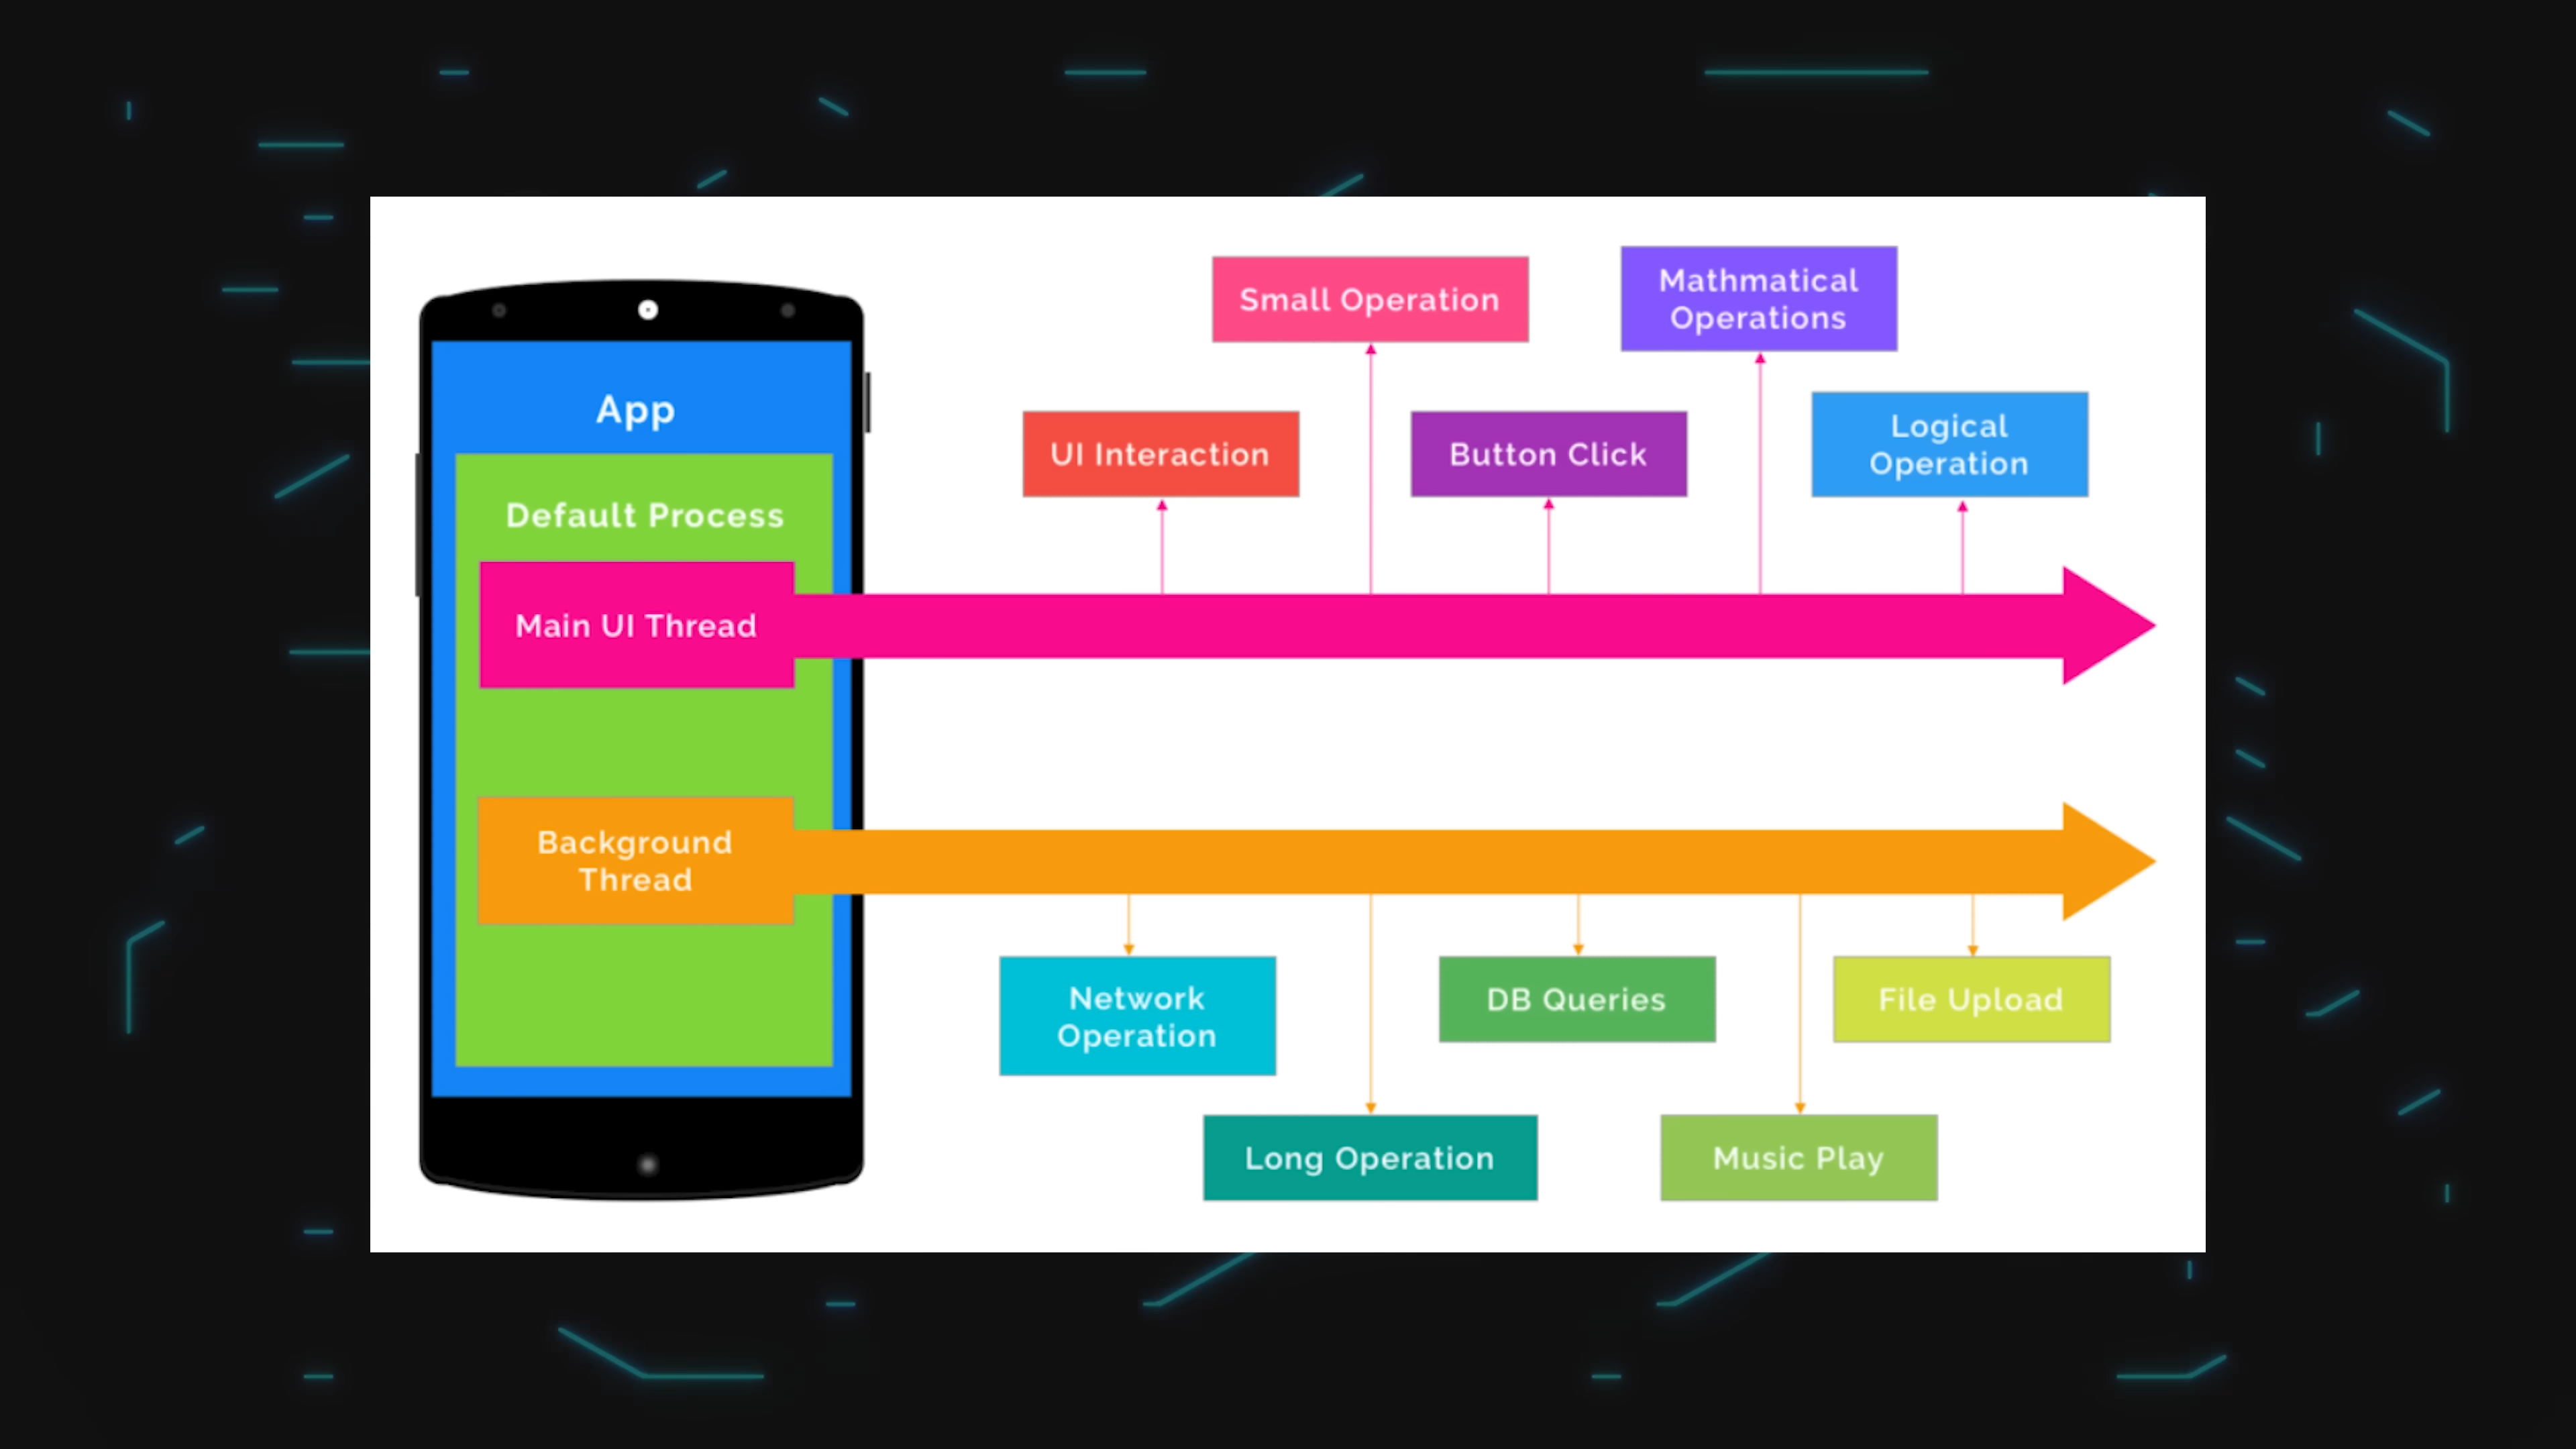 App
Default Process
Main UI Thread
Background
Thread
Small Operation
Mathmatical
Operations
UI Interaction
Button Click
Logical
Operation
Network
Operation
DB Queries
File Upload
Long Operation
Music Play